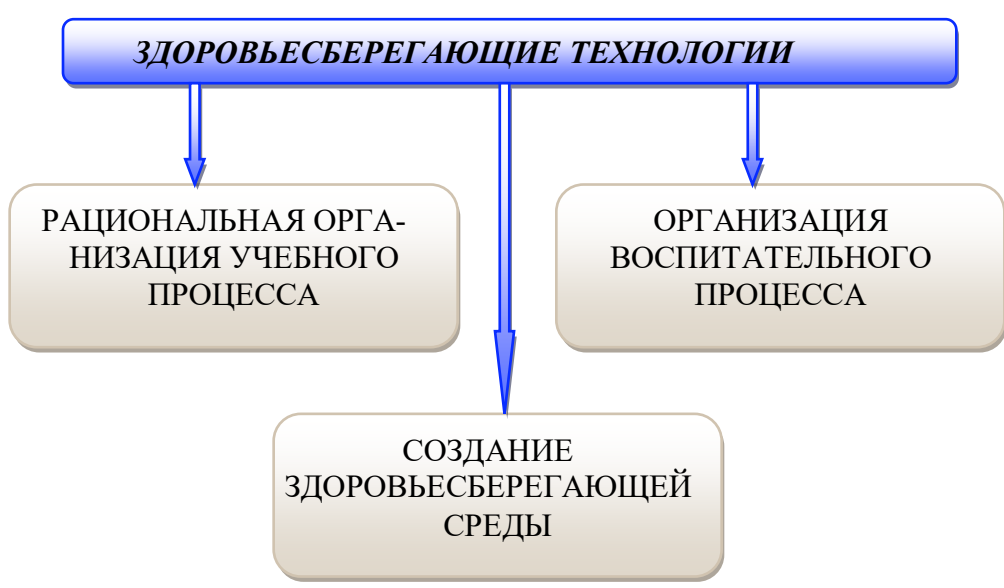 ЗДОРОВЬЕСБЕРЕГАЮЩИЕ ТЕХНОЛОГИИ
РАЦИОНАЛЬНАЯ ОРГА-
НИЗАЦИЯ УЧЕБНОГО
ПРОЦЕССА
ОРГАНИЗАЦИЯ
ВОСПИТАТЕЛЬНОГО
ПРОЦЕССА
СОЗДАНИЕ
ЗДОРОВЬЕСБЕРЕГАЮЩЕЙ
СРЕДЫ